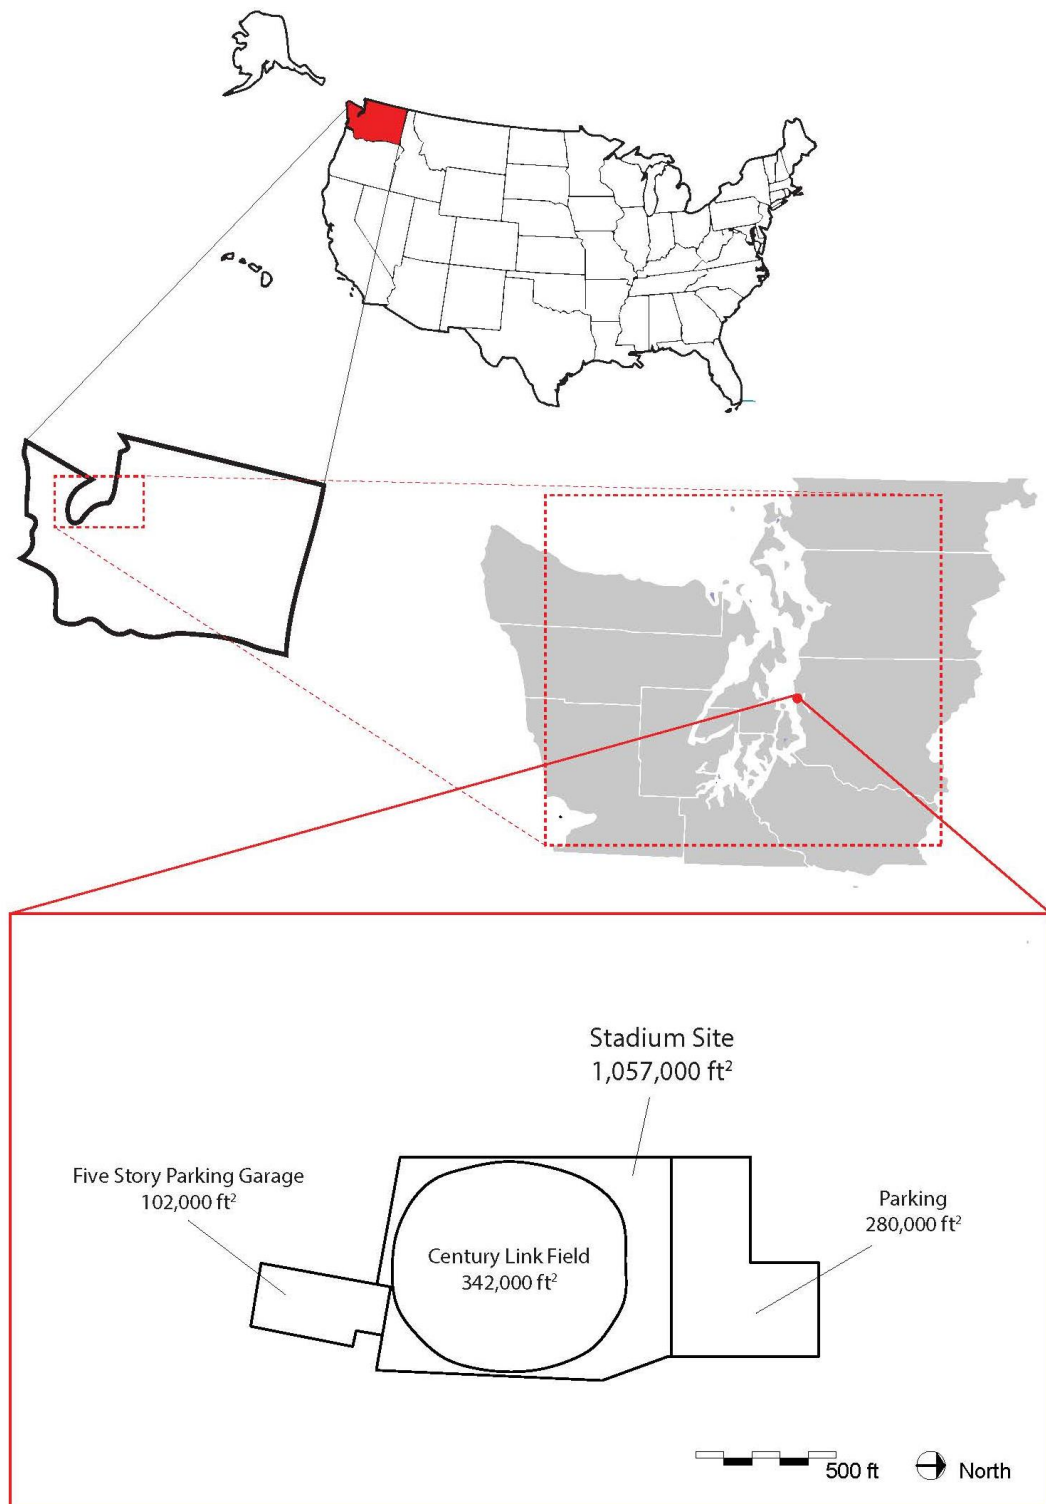 Stadium Site
1,057,000 ft²
Five Story Parking Garage
102,000 ft²
Parking
280,000 ft²
Century Link Field
342,000 ft²
500 ft
North